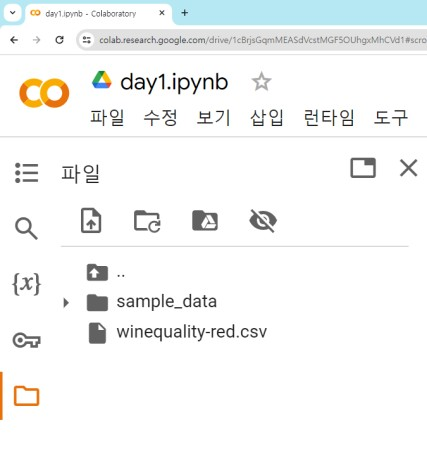 day1.ipynb - Colaboratory
colab.research.google.com/drive/1cBrjsGqmMEASdVcstMGF5OUhgxMhCVd1#scro
day1.ipynb
파일 수정 보기 삽입 런타임 도구
파일
..
sample_data
{x}
winequality-red.csv